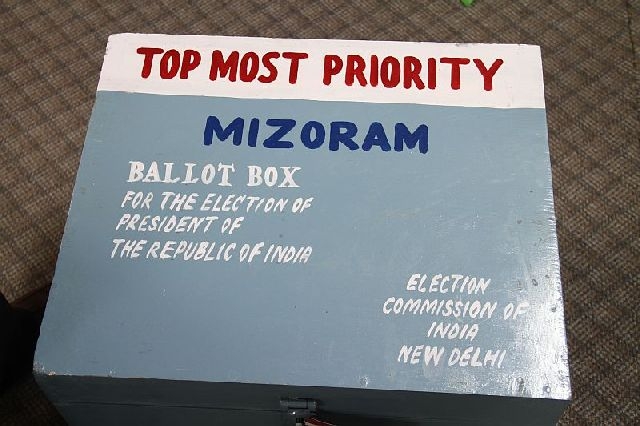 TOP MOST PRIORITY
MIZORAM
BALLOT BOX
FOR THE ELECTION OF
PRESIDENT OF
THE REPUBLIC OF INDIA
ELECTION
COMMISSION OF
INDIA
NEW DELHI